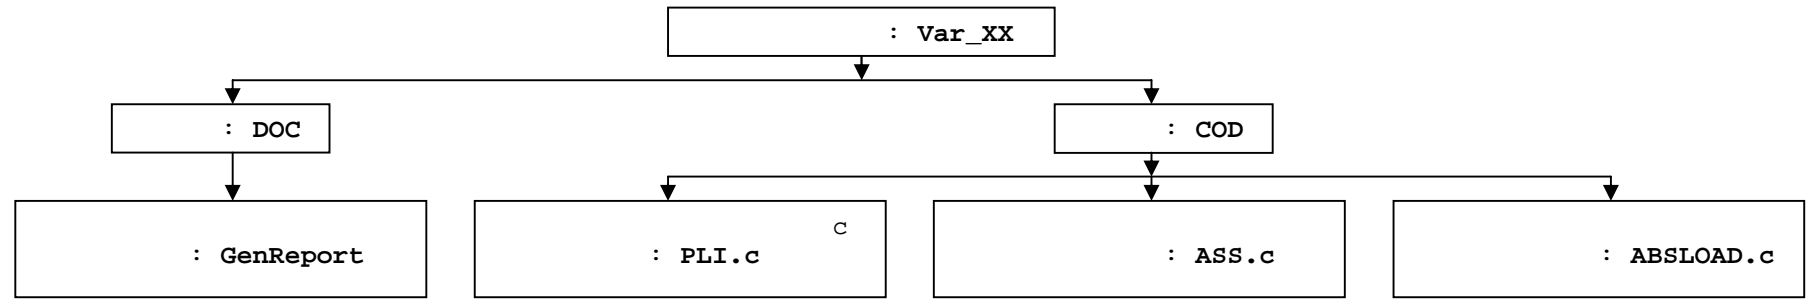 : Var_XX
: DOC
: COD
: GenReport
С
: PLI.c
: ASS.c
: ABSLOAD.c